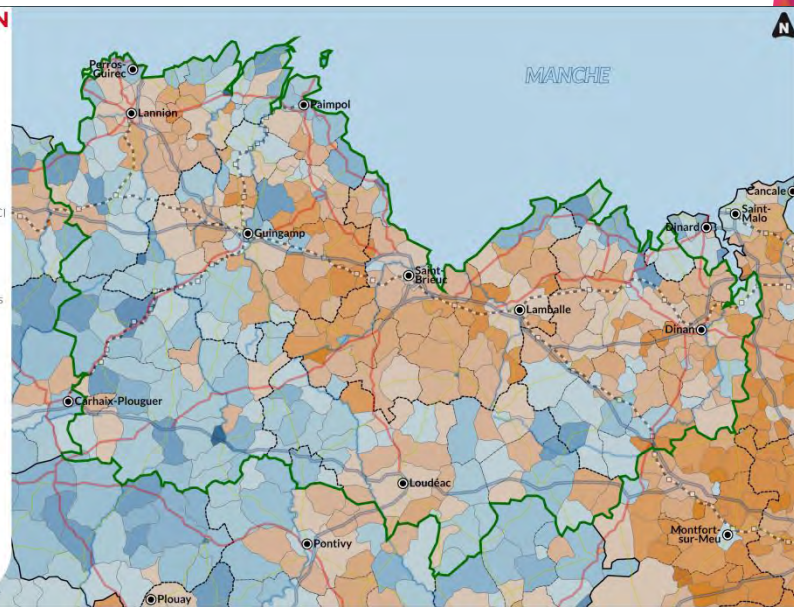 N
N
MANCHE
Perros-
Guirec
Lannion
Paimpol
Cancale
Saint-
Malo
Dinard
CI
Guingamp
Saint-
Brieuc
s
Lamballe
Dinan
Carhaix-Plouguer
Loudéac
Montfort-
sur-Meu
Pontivy
Plouay